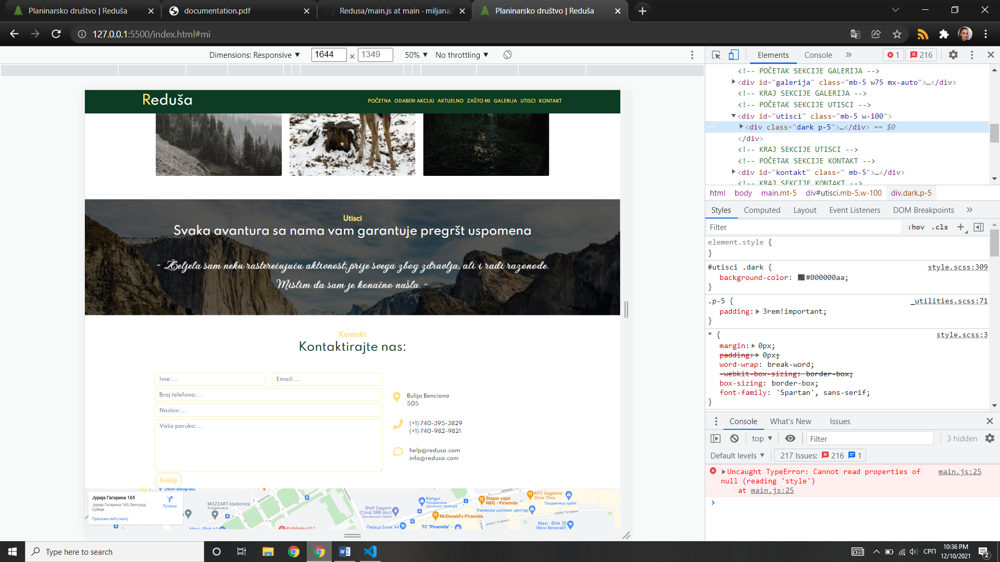 Planinarsko društvo | Reduša
documentation.pdf
Redusa/main.js at main · miljana2
Planinarsko društvo | Reduša
127.0.0.1:5500/index.html#mi
Dimensions: Responsive
1644
1349
50%
No throttling
Elements
Console
1
216
Reduša
POČETNA ODABERI AKCIJU AKTUELNO ZAŠTO MI GALERIJA UTISCI KONTAKT
Utisci
Svaka avantura sa nama vam garantuje pregršt uspomena
~ Željela sam neku rasterećujuću aktivnost, prije svega zbog zdravlja, ali i radi razonode.
Mislim da sam je konačno našla. ~
Kontakt
Kontaktirajte nas:
Ime:...
Email:...
Broj telefona:...
Naslov:...
Vaša poruka:...
Pošalji
Bulija Benciona
505
(+1) 740-395-3829
(+1) 740-982-9821
help@redusa.com
info@redusa.com
Јурија Гагарина 165
Јурија Гагарина 165, Београд,
Србија
Путања
Прикажи већу мапу
(Novi Beograd)
MOZZART kladionica
Кладионица
Shell Gagarin
(Coral SRB doo)
Бензинска пумпа
Kengur
Продавница
школског прибора
Stepin vajat
NBG - Piramida
KFC Gagarina
Drive Thru
Продавница одеће
McDonald's Piramida
Кинески шопинг центар
Јурија Гагарина
Maxi - Blok 61
Poliklinika 011
Пијаца Блок 44
TC "Piramida" -
Maxi - Blok 70
(Novi Beograd)
<!-- POČETAK SEKCIJE GALERIJA -->
<div id="galerija" class="mb-5 w75 mx-auto">…</div>
<!-- KRAJ SEKCIJE GALERIJA -->
<!-- POČETAK SEKCIJE UTISCI -->
<div id="utisci" class="mb-5 w-100">
<div class="dark p-5">…</div> == $0
</div>
<!-- KRAJ SEKCIJE UTISCI -->
<!-- POČETAK SEKCIJE KONTAKT -->
<div id="kontakt" class=" mb-5">…</div>
<!-- KRAJ SEKCIJE KONTAKT -->
html body main.mt-5 div#utisci.mb-5.w-100 div.dark.p-5
Styles Computed Layout Event Listeners DOM Breakpoints
Filter
:hov .cls
element.style {
}
#utisci .dark {
style.scss:309
background-color: #000000aa;
}
.p-5 {
_utilities.scss:71
padding: 3rem!important;
}
* {
style.scss:3
margin: 0px;
padding: 0px;
word-wrap: break-word;
-webkit-box-sizing: border-box;
box-sizing: border-box;
font-family: 'Spartan', sans-serif;
}
Console What's New Issues
top
Filter
3 hidden
Default levels
217 Issues: 216 1
Uncaught TypeError: Cannot read properties of
main.js:25
null (reading 'style')
at main.js:25
Type here to search
СРП
10:36 PM
12/10/2021
2